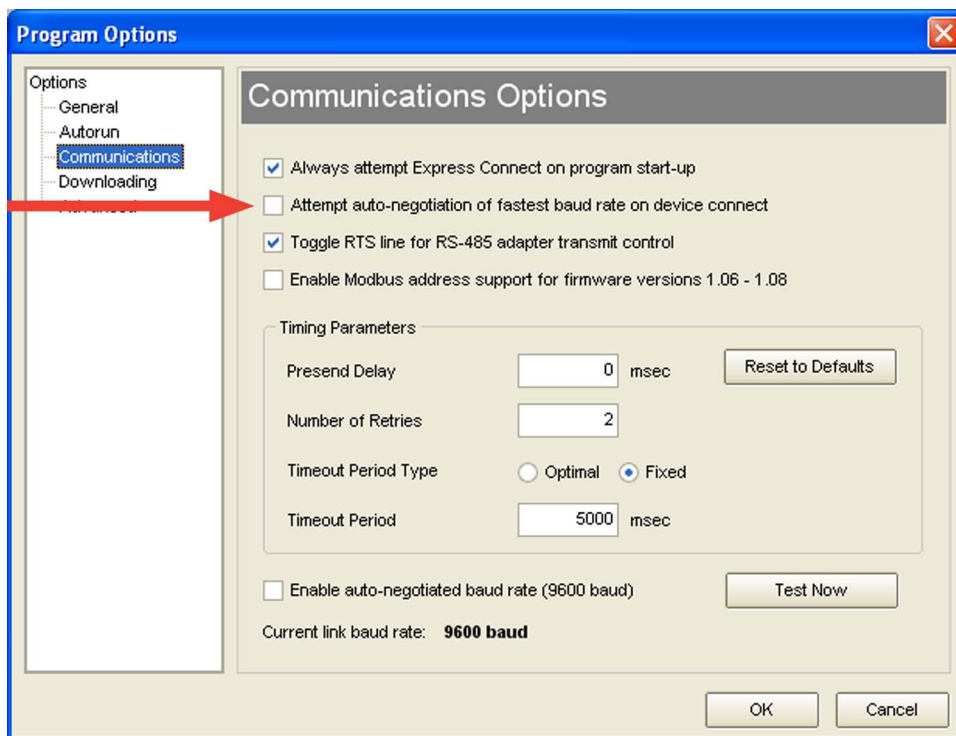 Program Options
Options
General
Autorun
Communications
Downloading
Communications Options
Always attempt Express Connect on program start-up
Attempt auto-negotiation of fastest baud rate on device connect
Toggle RTS line for RS-485 adapter transmit control
Enable Modbus address support for firmware versions 1.06 - 1.08
Timing Parameters
Presend Delay 0 msec Reset to Defaults
Number of Retries 2
Timeout Period Type Optimal Fixed
Timeout Period 5000 msec
Enable auto-negotiated baud rate (9600 baud) Test Now
Current link baud rate: 9600 baud
OK Cancel